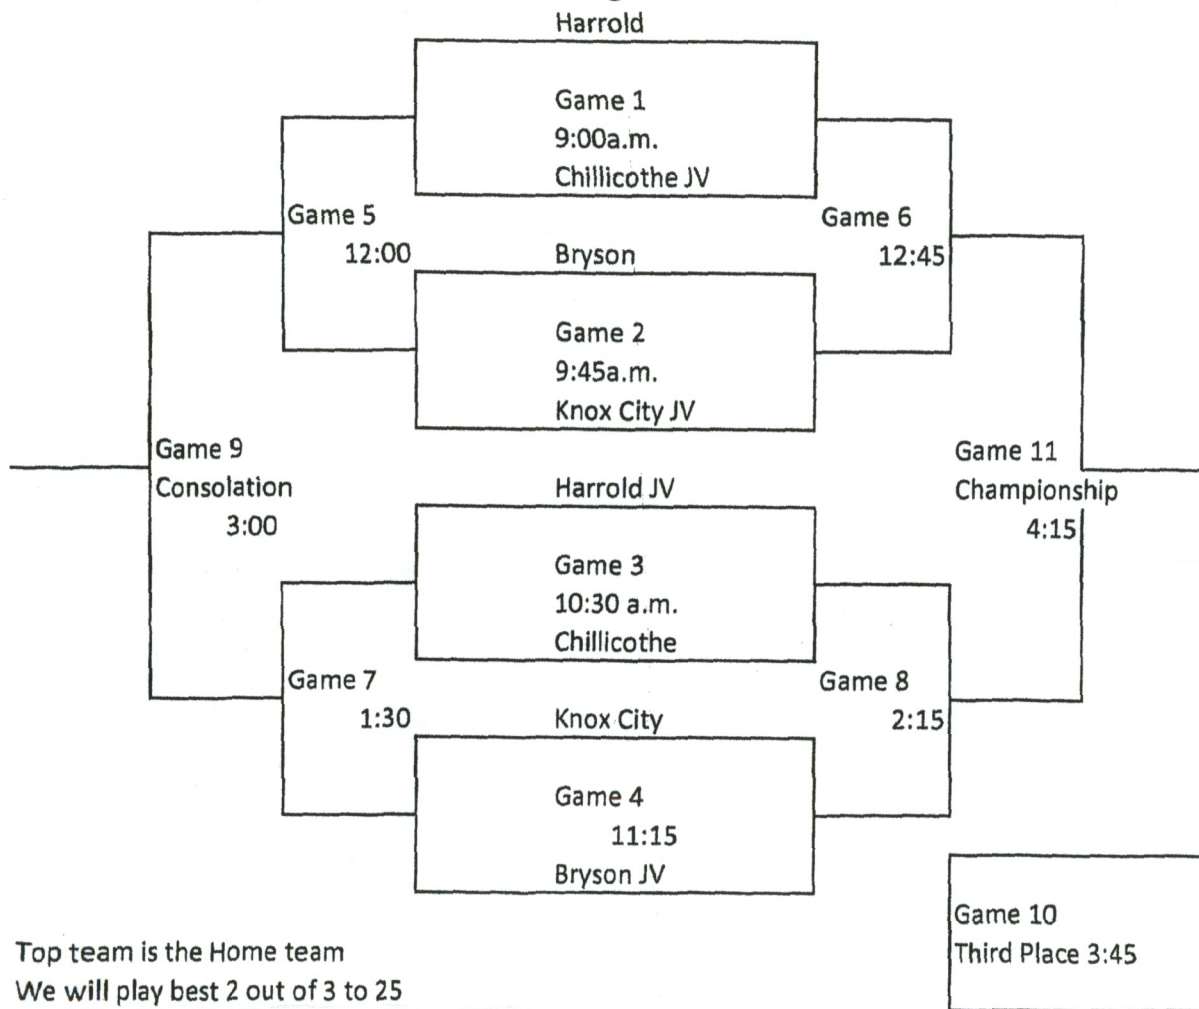 Harrold
Game 1
9:00a.m.
Chillicothe JV
Game 5
12:00
Game 6
12:45
Bryson
Game 2
9:45a.m.
Knox City JV
Game 9
Consolation
3:00
Game 11
Championship
4:15
Harrold JV
Game 3
10:30 a.m.
Chillicothe
Game 7
1:30
Game 8
2:15
Knox City
Game 4
11:15
Bryson JV
Game 10
Third Place 3:45
Top team is the Home team
We will play best 2 out of 3 to 25